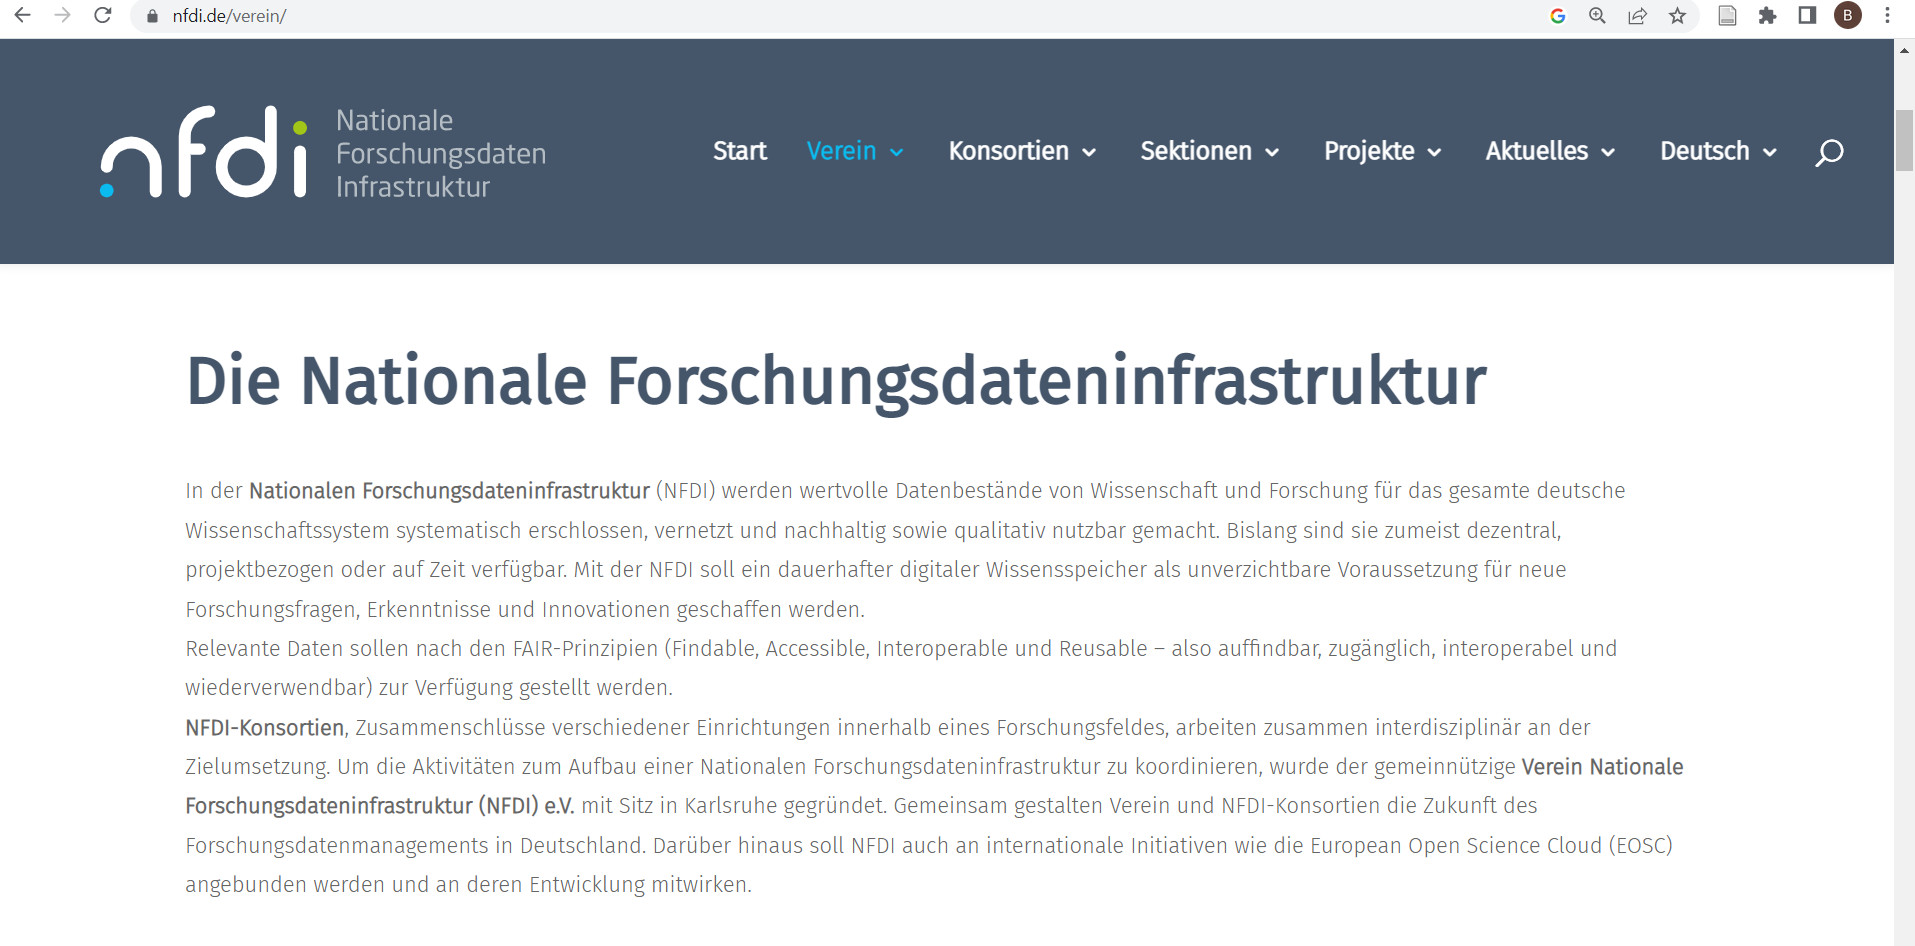 nfdi.de/verein/
B
nfdi
Nationale
Forschungsdaten
Infrastruktur
Start Verein Konsortien Sektionen Projekte Aktuelles Deutsch
Die Nationale Forschungsdateninfrastruktur
In der Nationalen Forschungsdateninfrastruktur (NFDI) werden wertvolle Datenbestände von Wissenschaft und Forschung für das gesamte deutsche
Wissenschaftssystem systematisch erschlossen, vernetzt und nachhaltig sowie qualitativ nutzbar gemacht. Bislang sind sie zumeist dezentral,
projektbezogen oder auf Zeit verfügbar. Mit der NFDI soll ein dauerhafter digitaler Wissensspeicher als unverzichtbare Voraussetzung für neue
Forschungsfragen, Erkenntnisse und Innovationen geschaffen werden.
Relevante Daten sollen nach den FAIR-Prinzipien (Findable, Accessible, Interoperable und Reusable – also auffindbar, zugänglich, interoperabel und
wiederverwendbar) zur Verfügung gestellt werden.
NFDI-Konsortien, Zusammenschlüsse verschiedener Einrichtungen innerhalb eines Forschungsfeldes, arbeiten zusammen interdisziplinär an der
Zielumsetzung. Um die Aktivitäten zum Aufbau einer Nationalen Forschungsdateninfrastruktur zu koordinieren, wurde der gemeinnützige Verein Nationale
Forschungsdateninfrastruktur (NFDI) e.V. mit Sitz in Karlsruhe gegründet. Gemeinsam gestalten Verein und NFDI-Konsortien die Zukunft des
Forschungsdatenmanagements in Deutschland. Darüber hinaus soll NFDI auch an internationale Initiativen wie die European Open Science Cloud (EOSC)
angebunden werden und an deren Entwicklung mitwirken.